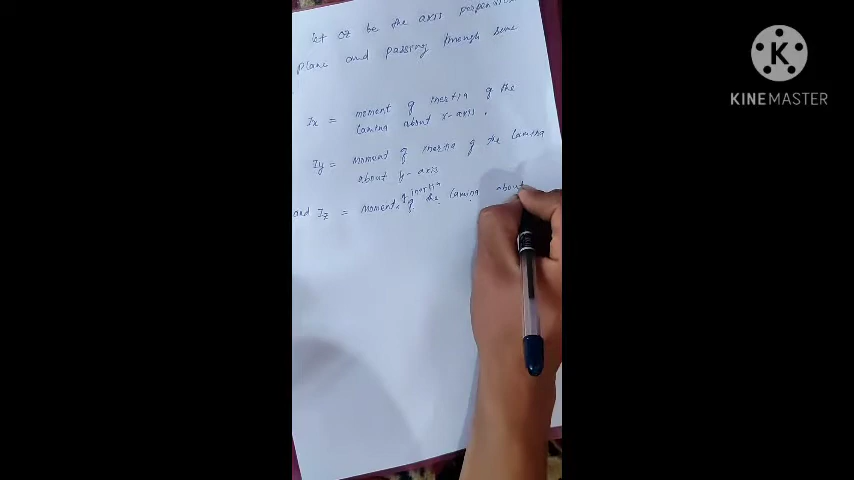 let OZ be the axis perpendicu
plane and passing through same
Ix = moment of inertia of the
lamina about x-axis.
Iy = Moment of inertia of the lamina
about y-axis
of inertia
and Iz = Moment of the lamina about
K
KINEMASTER